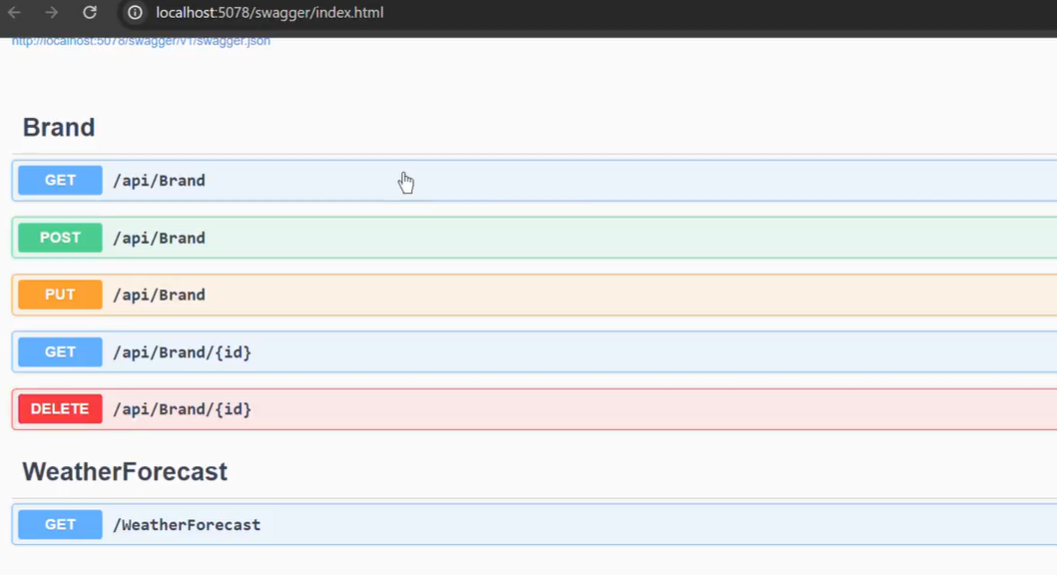 localhost:5078/swagger/index.html
http://localhost:5078/swagger/v1/swagger.json
Brand
GET /api/Brand
POST /api/Brand
PUT /api/Brand
GET /api/Brand/{id}
DELETE /api/Brand/{id}
WeatherForecast
GET /WeatherForecast